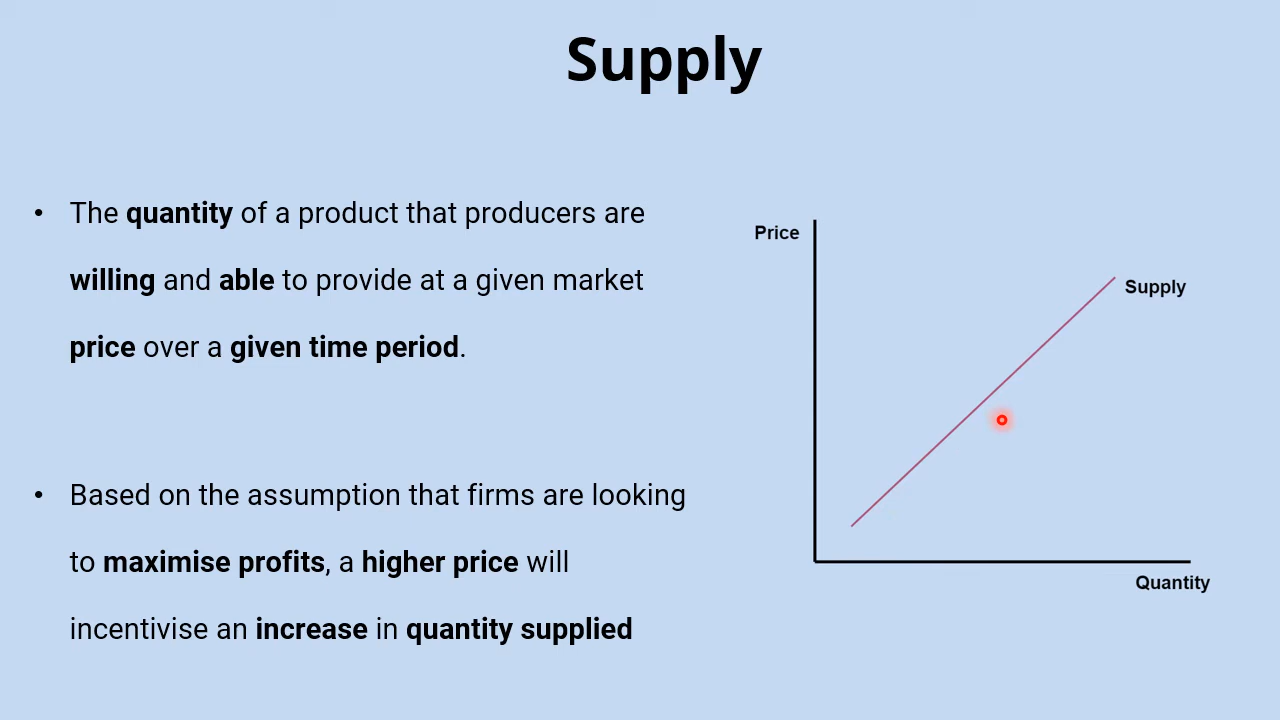 Supply
• The quantity of a product that producers are
willing and able to provide at a given market
price over a given time period.
• Based on the assumption that firms are looking
to maximise profits, a higher price will
incentivise an increase in quantity supplied
Price
Supply
Quantity